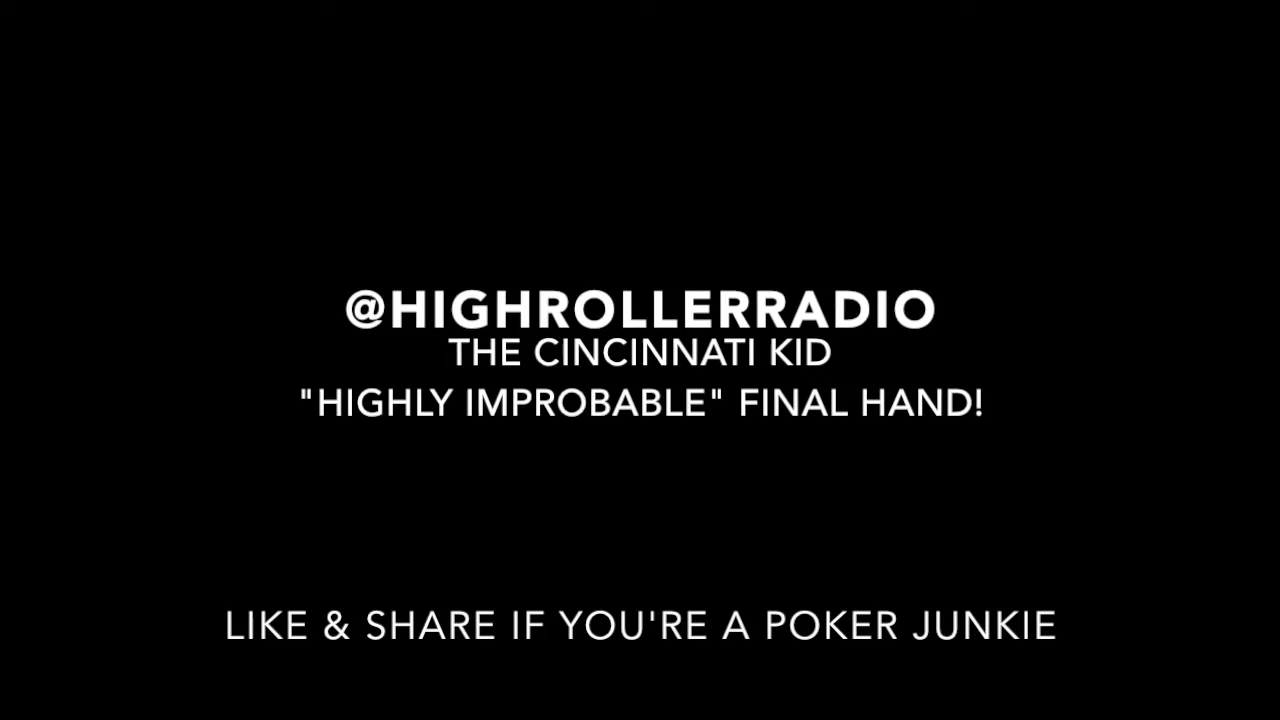 @HIGHROLLERRADIO
THE CINCINNATI KID
"HIGHLY IMPROBABLE" FINAL HAND!
LIKE & SHARE IF YOU'RE A POKER JUNKIE